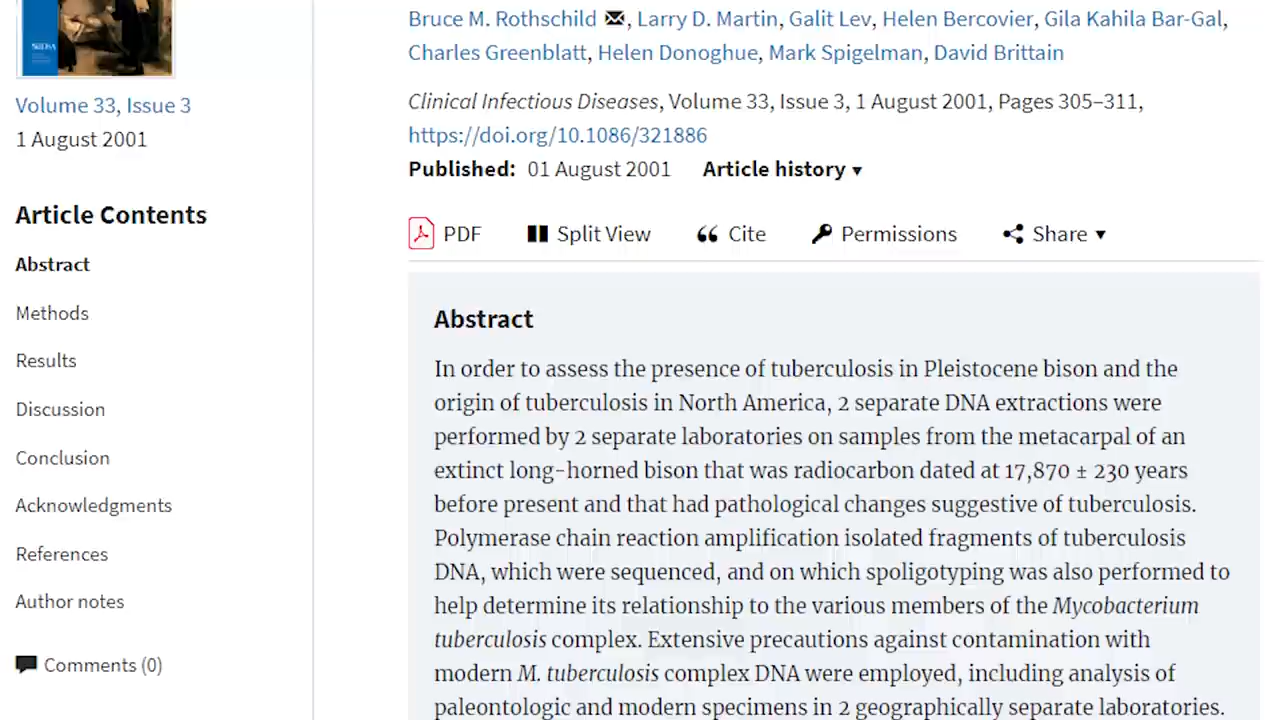 Volume 33, Issue 3
1 August 2001
Article Contents
Abstract
Methods
Results
Discussion
Conclusion
Acknowledgments
References
Author notes
Comments (0)
Bruce M. Rothschild, Larry D. Martin, Galit Lev, Helen Bercovier, Gila Kahila Bar-Gal,
Charles Greenblatt, Helen Donoghue, Mark Spigelman, David Brittain
Clinical Infectious Diseases, Volume 33, Issue 3, 1 August 2001, Pages 305–311,
https://doi.org/10.1086/321886
Published: 01 August 2001 Article history
PDF Split View Cite Permissions Share
Abstract
In order to assess the presence of tuberculosis in Pleistocene bison and the
origin of tuberculosis in North America, 2 separate DNA extractions were
performed by 2 separate laboratories on samples from the metacarpal of an
extinct long-horned bison that was radiocarbon dated at 17,870 ± 230 years
before present and that had pathological changes suggestive of tuberculosis.
Polymerase chain reaction amplification isolated fragments of tuberculosis
DNA, which were sequenced, and on which spoligotyping was also performed to
help determine its relationship to the various members of the Mycobacterium
tuberculosis complex. Extensive precautions against contamination with
modern M. tuberculosis complex DNA were employed, including analysis of
paleontologic and modern specimens in 2 geographically separate laboratories.